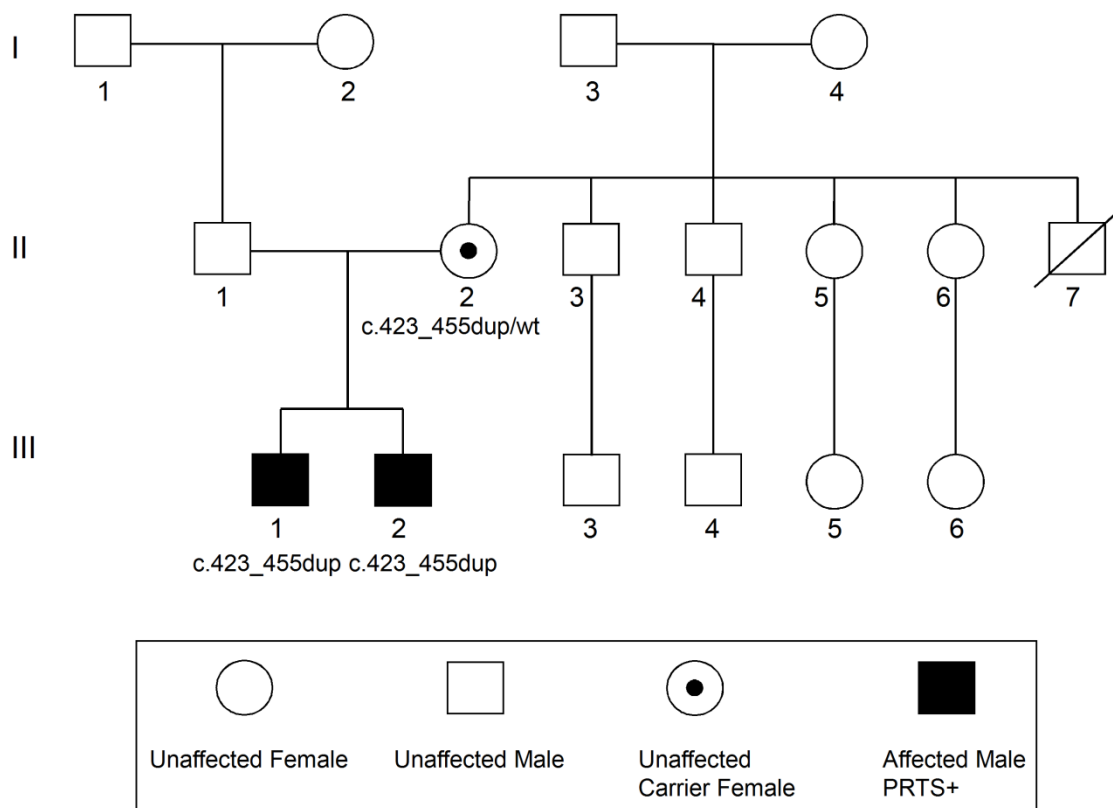 I
1 2 3 4
II
1 2 3 4 5 6 7
c.423_455dup/wt
III
1 2 3 4 5 6
c.423_455dup c.423_455dup
Unaffected Female Unaffected Male Unaffected Affected Male
Carrier Female PRTS+